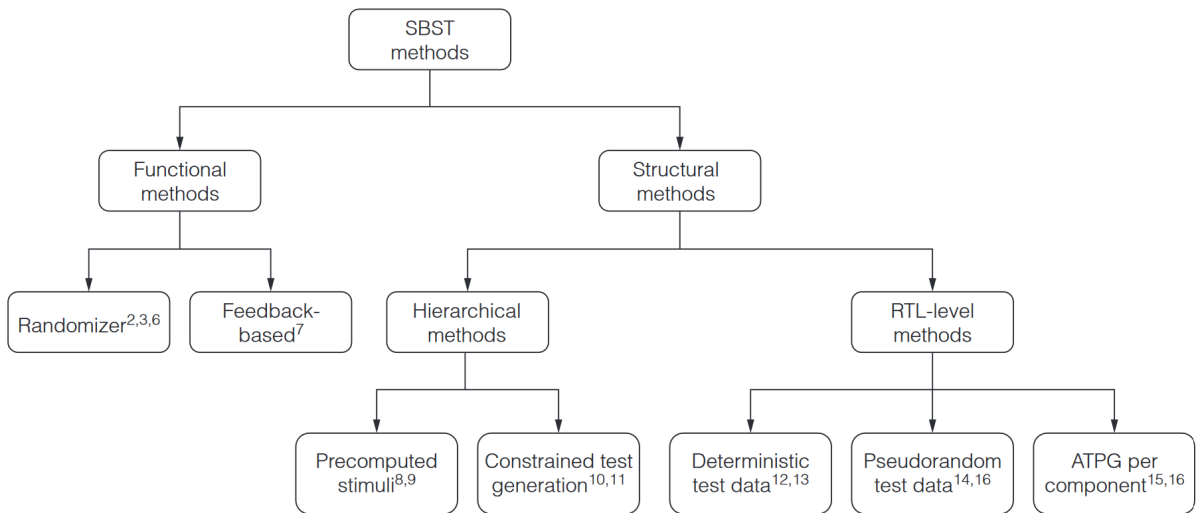 SBST
methods
Functional
methods
Structural
methods
Randomizer2,3,6
Feedback-
based7
Hierarchical
methods
RTL-level
methods
Precomputed
stimuli8,9
Constrained test
generation10,11
Deterministic
test data12,13
Pseudorandom
test data14,16
ATPG per
component15,16